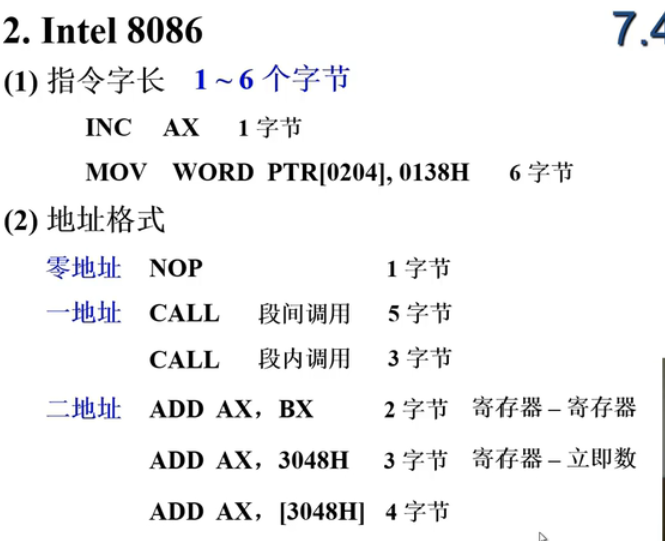 2. Intel 8086
7.4
(1) 指令字长 1 ~ 6 个字节
INC AX 1 字节
MOV WORD PTR[0204], 0138H 6 字节
(2) 地址格式
零地址 NOP 1 字节
一地址 CALL 段间调用 5 字节
CALL 段内调用 3 字节
二地址 ADD AX，BX 2 字节 寄存器 – 寄存器
ADD AX，3048H 3 字节 寄存器 – 立即数
ADD AX，[3048H] 4 字节